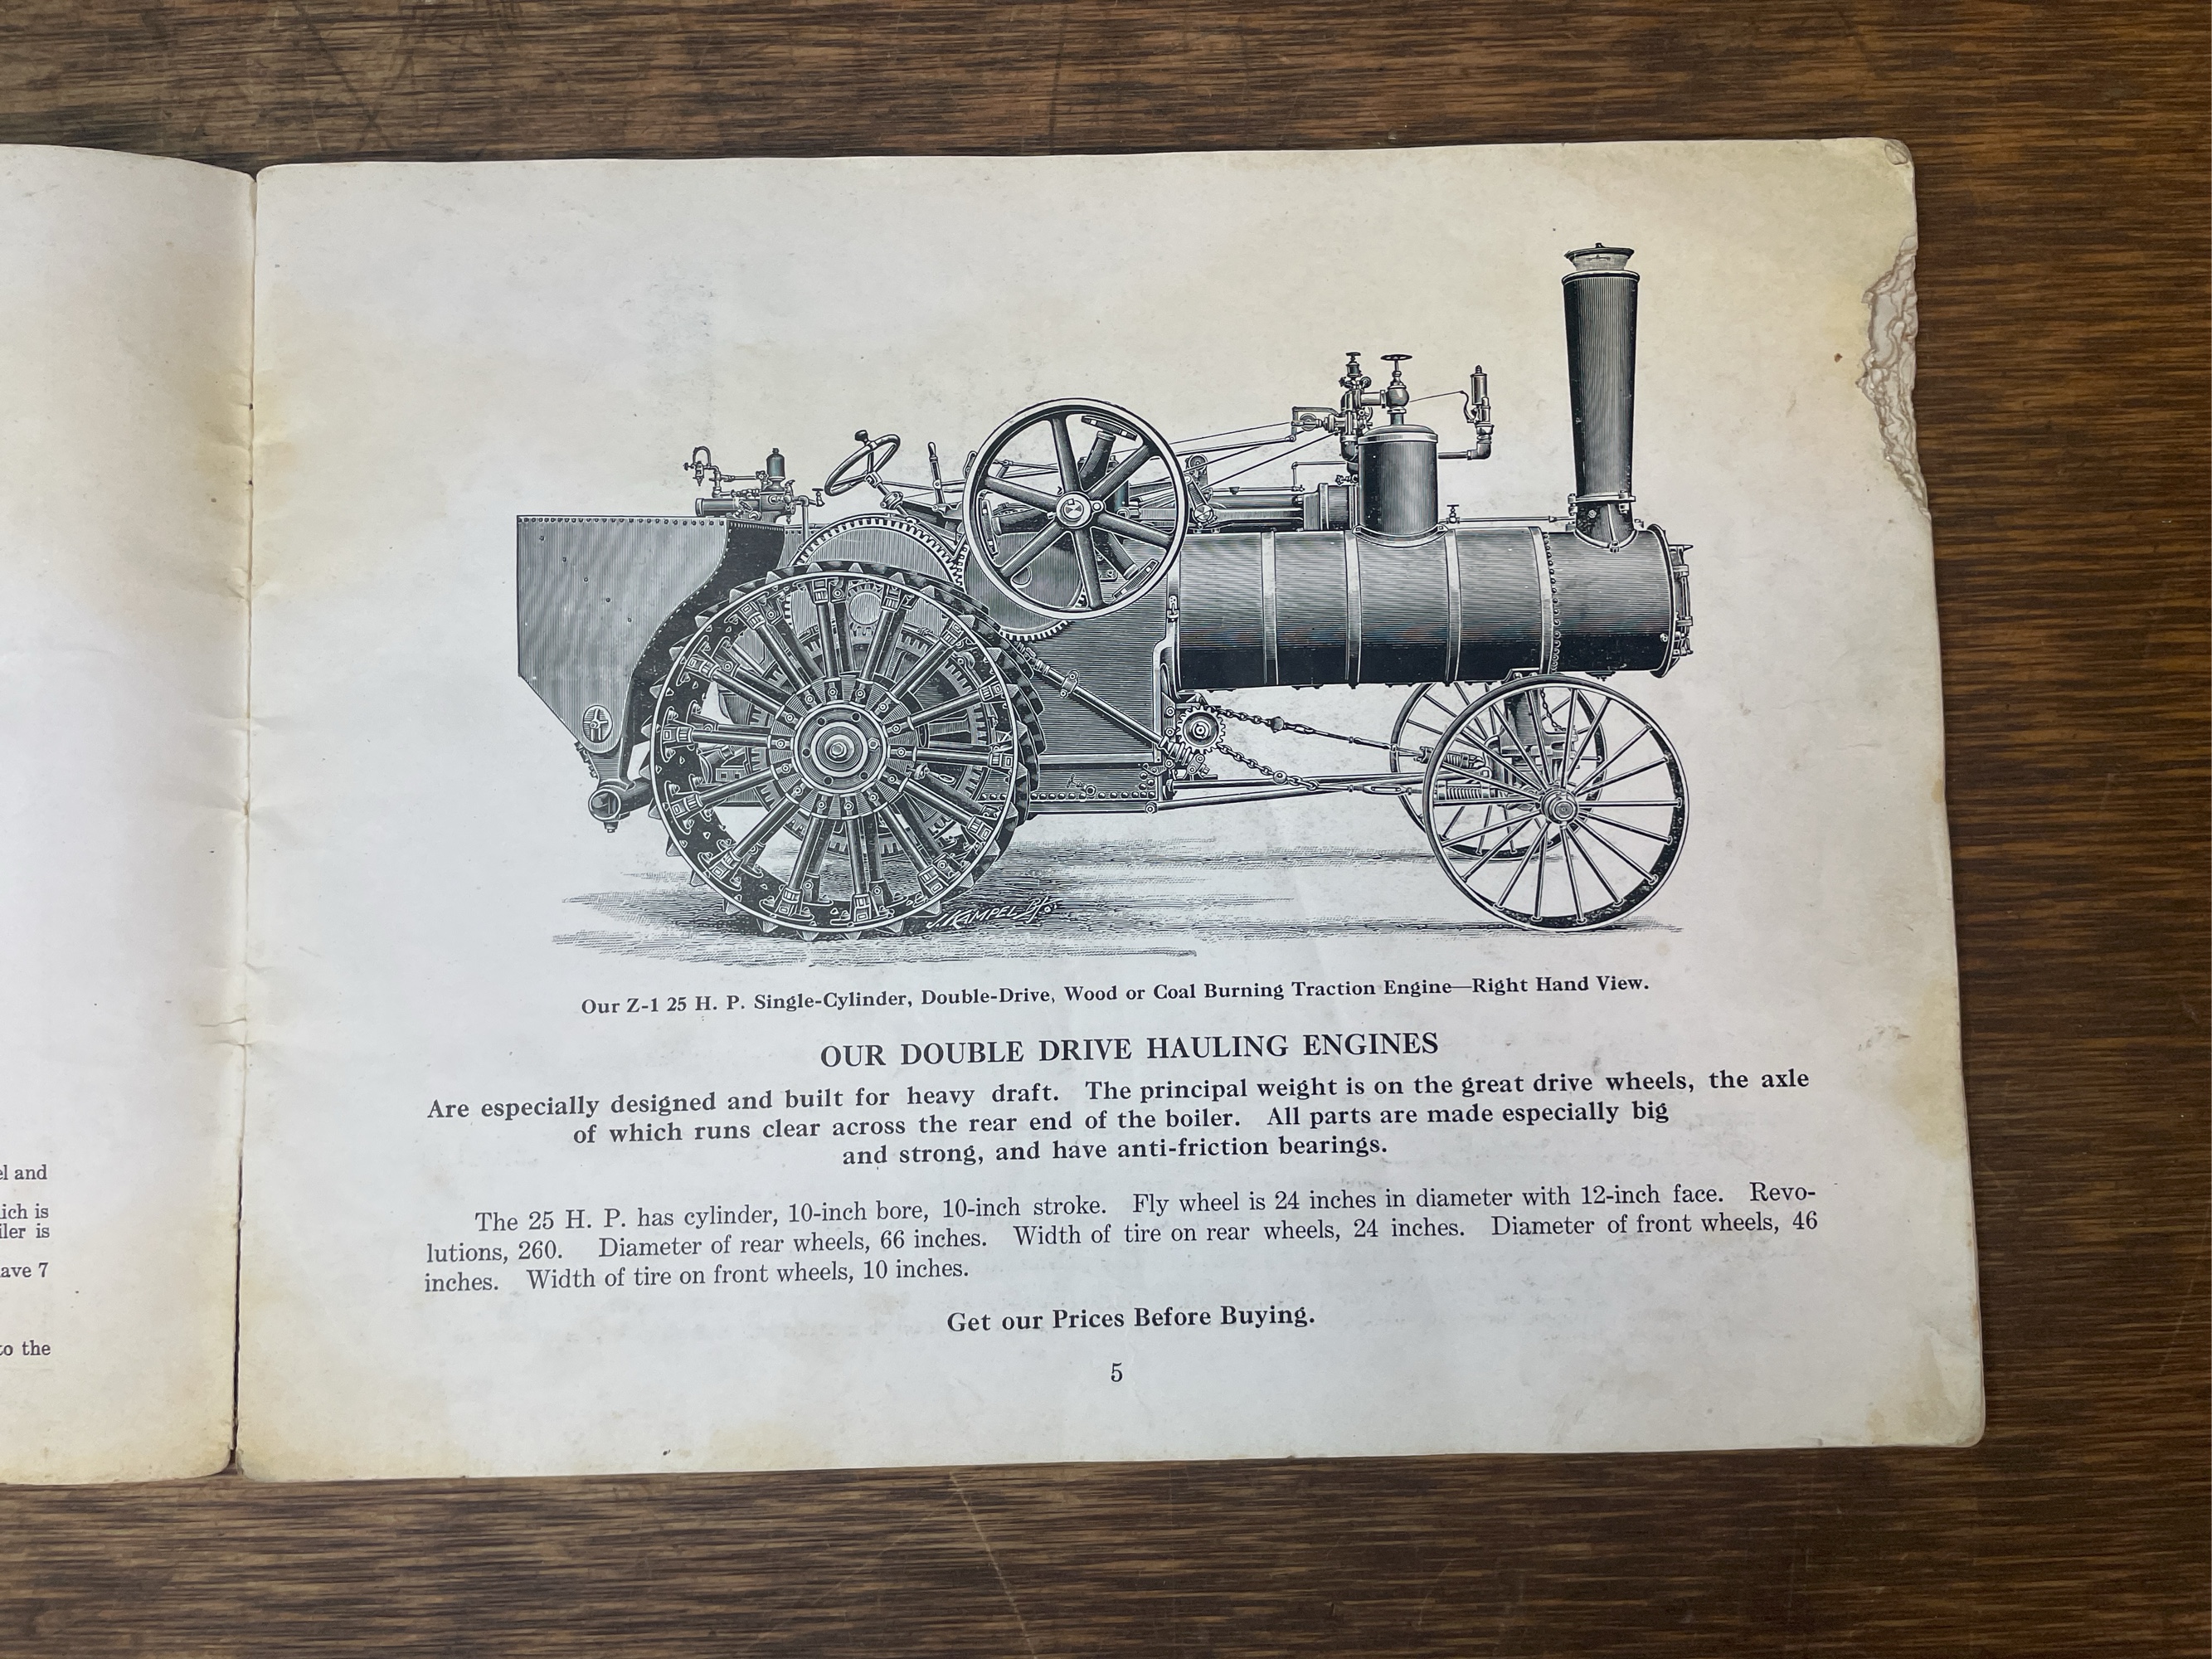 el and
ich is
iler is
ave 7
to the
J. KAMPEL
Our Z-1 25 H. P. Single-Cylinder, Double-Drive, Wood or Coal Burning Traction Engine—Right Hand View.
OUR DOUBLE DRIVE HAULING ENGINES
Are especially designed and built for heavy draft. The principal weight is on the great drive wheels, the axle
of which runs clear across the rear end of the boiler. All parts are made especially big
and strong, and have anti-friction bearings.
The 25 H. P. has cylinder, 10-inch bore, 10-inch stroke. Fly wheel is 24 inches in diameter with 12-inch face. Revo-
lutions, 260. Diameter of rear wheels, 66 inches. Width of tire on rear wheels, 24 inches. Diameter of front wheels, 46
inches. Width of tire on front wheels, 10 inches.
Get our Prices Before Buying.
5